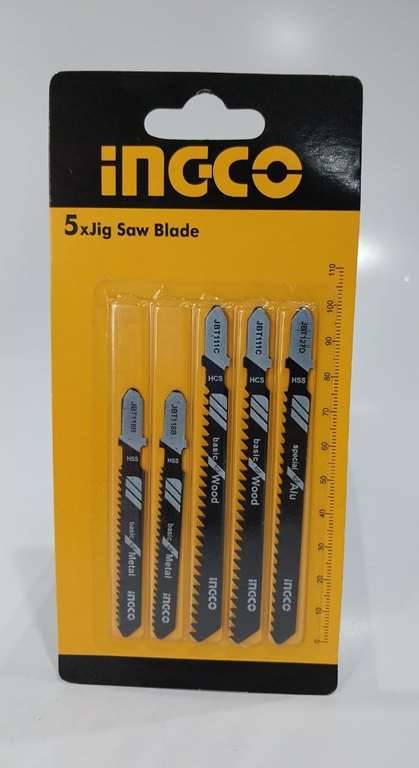 INGCO
5xJig Saw Blade
JBT118B
HSS
basic
Metal
INGCO
JBT118B
HSS
basic
Metal
INGCO
JBT111C
HCS
basic
Wood
INGCO
JBT111C
HCS
basic
Wood
INGCO
JBT127D
HSS
special
Alu
INGCO
110
100
90
80
70
60
50
40
30
20
10
0